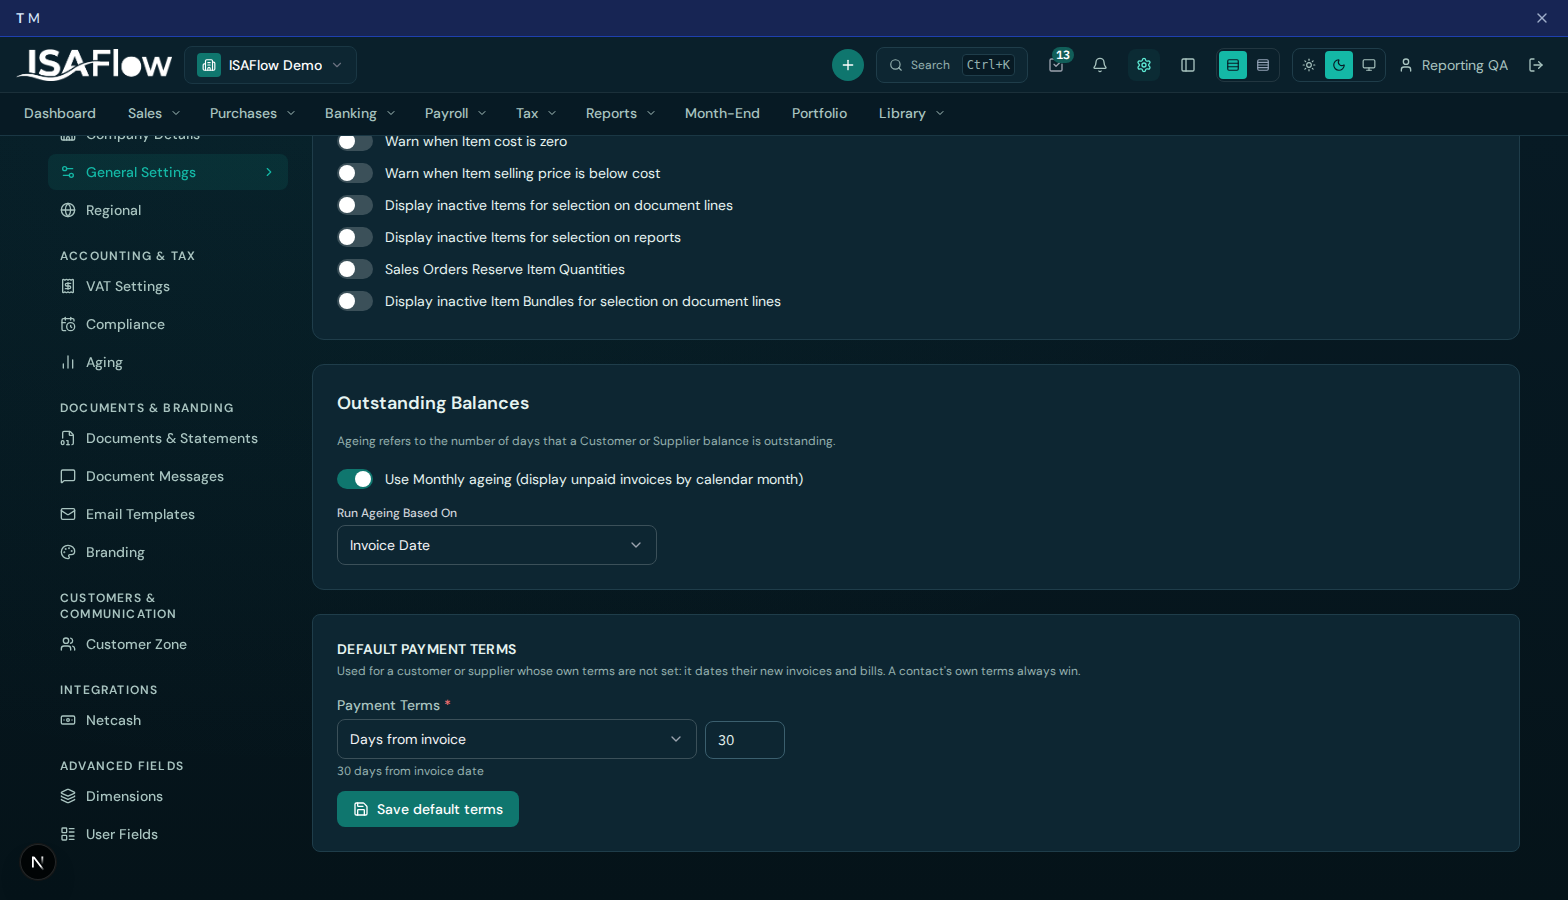 T M
ISAFlow
ISAFlow Demo
Search Ctrl+K
13
Reporting QA
Dashboard Sales Purchases Banking Payroll Tax Reports Month-End Portfolio Library
Company Details
General Settings
Regional
ACCOUNTING & TAX
VAT Settings
Compliance
Aging
DOCUMENTS & BRANDING
Documents & Statements
Document Messages
Email Templates
Branding
CUSTOMERS &
COMMUNICATION
Customer Zone
INTEGRATIONS
Netcash
ADVANCED FIELDS
Dimensions
User Fields
N
Warn when Item cost is zero
Warn when Item selling price is below cost
Display inactive Items for selection on document lines
Display inactive Items for selection on reports
Sales Orders Reserve Item Quantities
Display inactive Item Bundles for selection on document lines
Outstanding Balances
Ageing refers to the number of days that a Customer or Supplier balance is outstanding.
Use Monthly ageing (display unpaid invoices by calendar month)
Run Ageing Based On
Invoice Date
DEFAULT PAYMENT TERMS
Used for a customer or supplier whose own terms are not set: it dates their new invoices and bills. A contact's own terms always win.
Payment Terms *
Days from invoice 30
30 days from invoice date
Save default terms